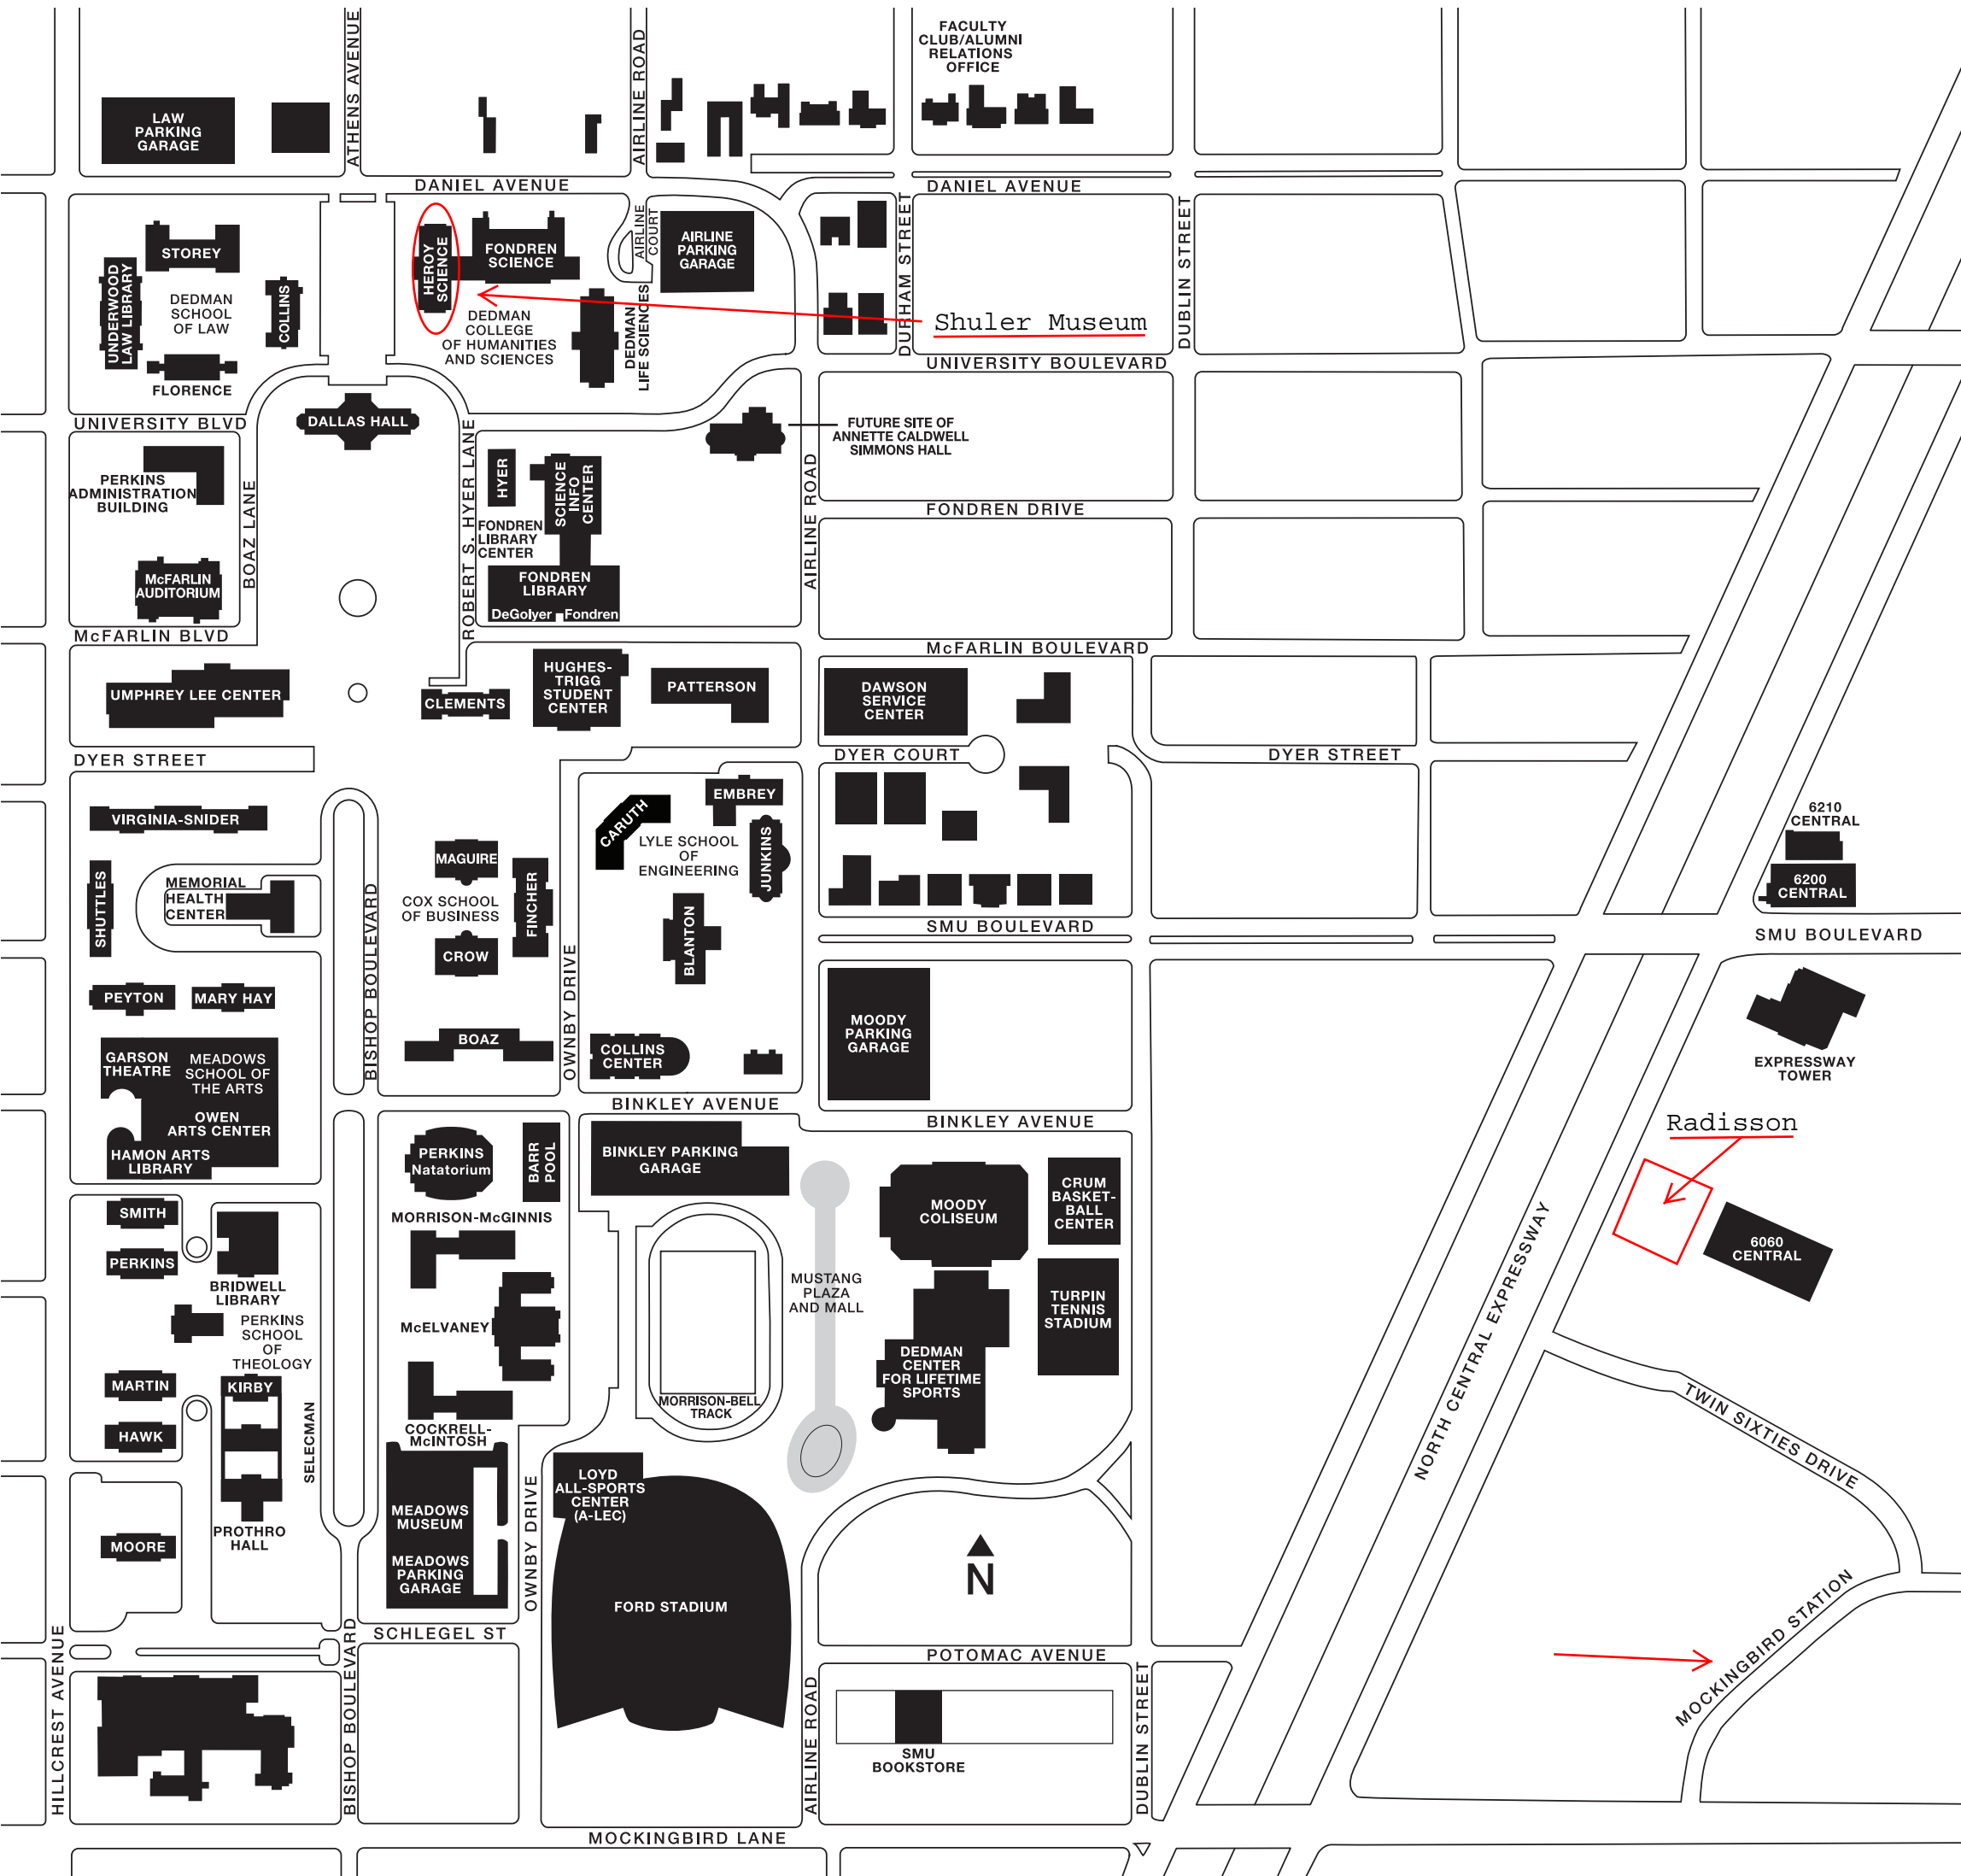 FACULTY
CLUB/ALUMNI
RELATIONS
OFFICE
ATHENS AVENUE
AIRLINE ROAD
LAW
PARKING
GARAGE
DANIEL AVENUE
DANIEL AVENUE
STOREY
UNDERWOOD
LAW LIBRARY
DEDMAN
SCHOOL
OF LAW
COLLINS
FLORENCE
HEROY
SCIENCE
FONDREN
SCIENCE
AIRLINE
COURT
AIRLINE
PARKING
GARAGE
DURHAM STREET
DUBLIN STREET
DEDMAN
COLLEGE
OF HUMANITIES
AND SCIENCES
DEDMAN
LIFE SCIENCES
Shuler Museum
UNIVERSITY BOULEVARD
UNIVERSITY BLVD
DALLAS HALL
FUTURE SITE OF
ANNETTE CALDWELL
SIMMONS HALL
PERKINS
ADMINISTRATION
BUILDING
BOAZ LANE
ROBERT S. HYER LANE
HYER
SCIENCE
INFO
CENTER
FONDREN
LIBRARY
CENTER
AIRLINE ROAD
FONDREN DRIVE
McFARLIN
AUDITORIUM
FONDREN
LIBRARY
DeGolyer Fondren
McFARLIN BLVD
McFARLIN BOULEVARD
UMPHREY LEE CENTER
CLEMENTS
HUGHES-
TRIGG
STUDENT
CENTER
PATTERSON
DAWSON
SERVICE
CENTER
DYER STREET
DYER COURT
DYER STREET
VIRGINIA-SNIDER
CARUTH
EMBREY
LYLE SCHOOL
OF
ENGINEERING
JUNKINS
6210
CENTRAL
6200
CENTRAL
SHUTTLES
MEMORIAL
HEALTH
CENTER
BISHOP BOULEVARD
MAGUIRE
COX SCHOOL
OF BUSINESS
FINCHER
CROW
OWNBY DRIVE
BLANTON
SMU BOULEVARD
SMU BOULEVARD
PEYTON
MARY HAY
BOAZ
COLLINS
CENTER
MOODY
PARKING
GARAGE
EXPRESSWAY
TOWER
GARSON
THEATRE
MEADOWS
SCHOOL OF
THE ARTS
OWEN
ARTS CENTER
HAMON ARTS
LIBRARY
BINKLEY AVENUE
BINKLEY AVENUE
Radisson
PERKINS
Natatorium
BARR
POOL
BINKLEY PARKING
GARAGE
MOODY
COLISEUM
CRUM
BASKET-
BALL
CENTER
SMITH
PERKINS
BRIDWELL
LIBRARY
MORRISON-McGINNIS
6060
CENTRAL
MUSTANG
PLAZA
AND MALL
TURPIN
TENNIS
STADIUM
NORTH CENTRAL EXPRESSWAY
PERKINS
SCHOOL
OF
THEOLOGY
McELVANEY
DEDMAN
CENTER
FOR LIFETIME
SPORTS
MARTIN
KIRBY
HAWK
SELECMAN
MORRISON-BELL
TRACK
COCKRELL-
McINTOSH
TWIN SIXTIES DRIVE
LOYD
ALL-SPORTS
CENTER
(A-LEC)
MEADOWS
MUSEUM
MEADOWS
PARKING
GARAGE
OWNBY DRIVE
MOORE
PROTHRO
HALL
N
FORD STADIUM
MOCKINGBIRD STATION
SCHLEGEL ST
POTOMAC AVENUE
HILLCREST AVENUE
BISHOP BOULEVARD
AIRLINE ROAD
DUBLIN STREET
SMU
BOOKSTORE
MOCKINGBIRD LANE